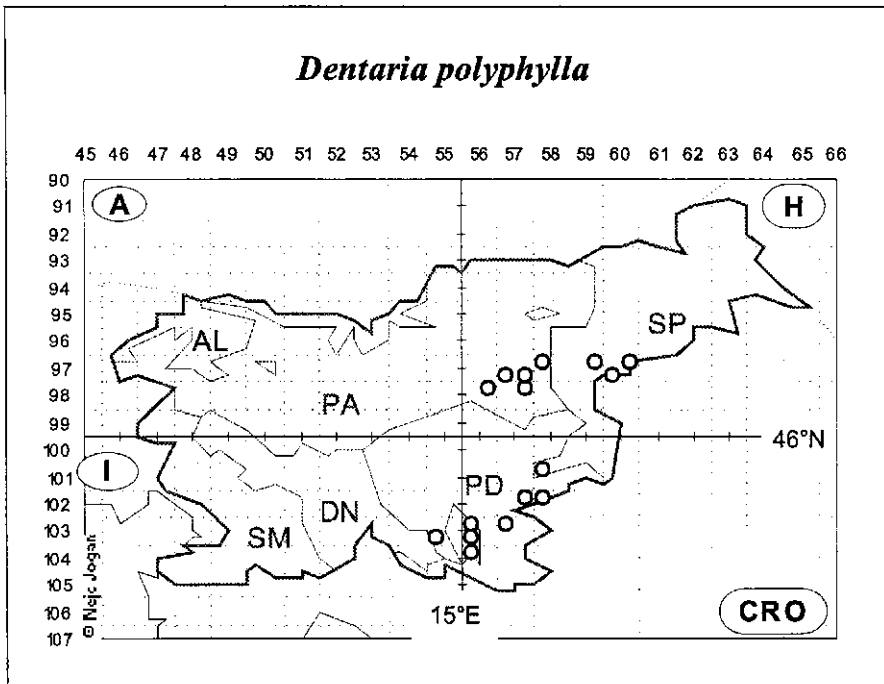 Dentaria polyphylla
45 46 47 48 49 50 51 52 53 54 55 56 57 58 59 60 61 62 63 64 65 66
90
91
92
93
94
95
96
97
98
99
100
101
102
103
104
105
106
107
A
H
AL
SP
PA
46°N
I
PD
DN
SM
15°E
CRO
© Nejc Jogan